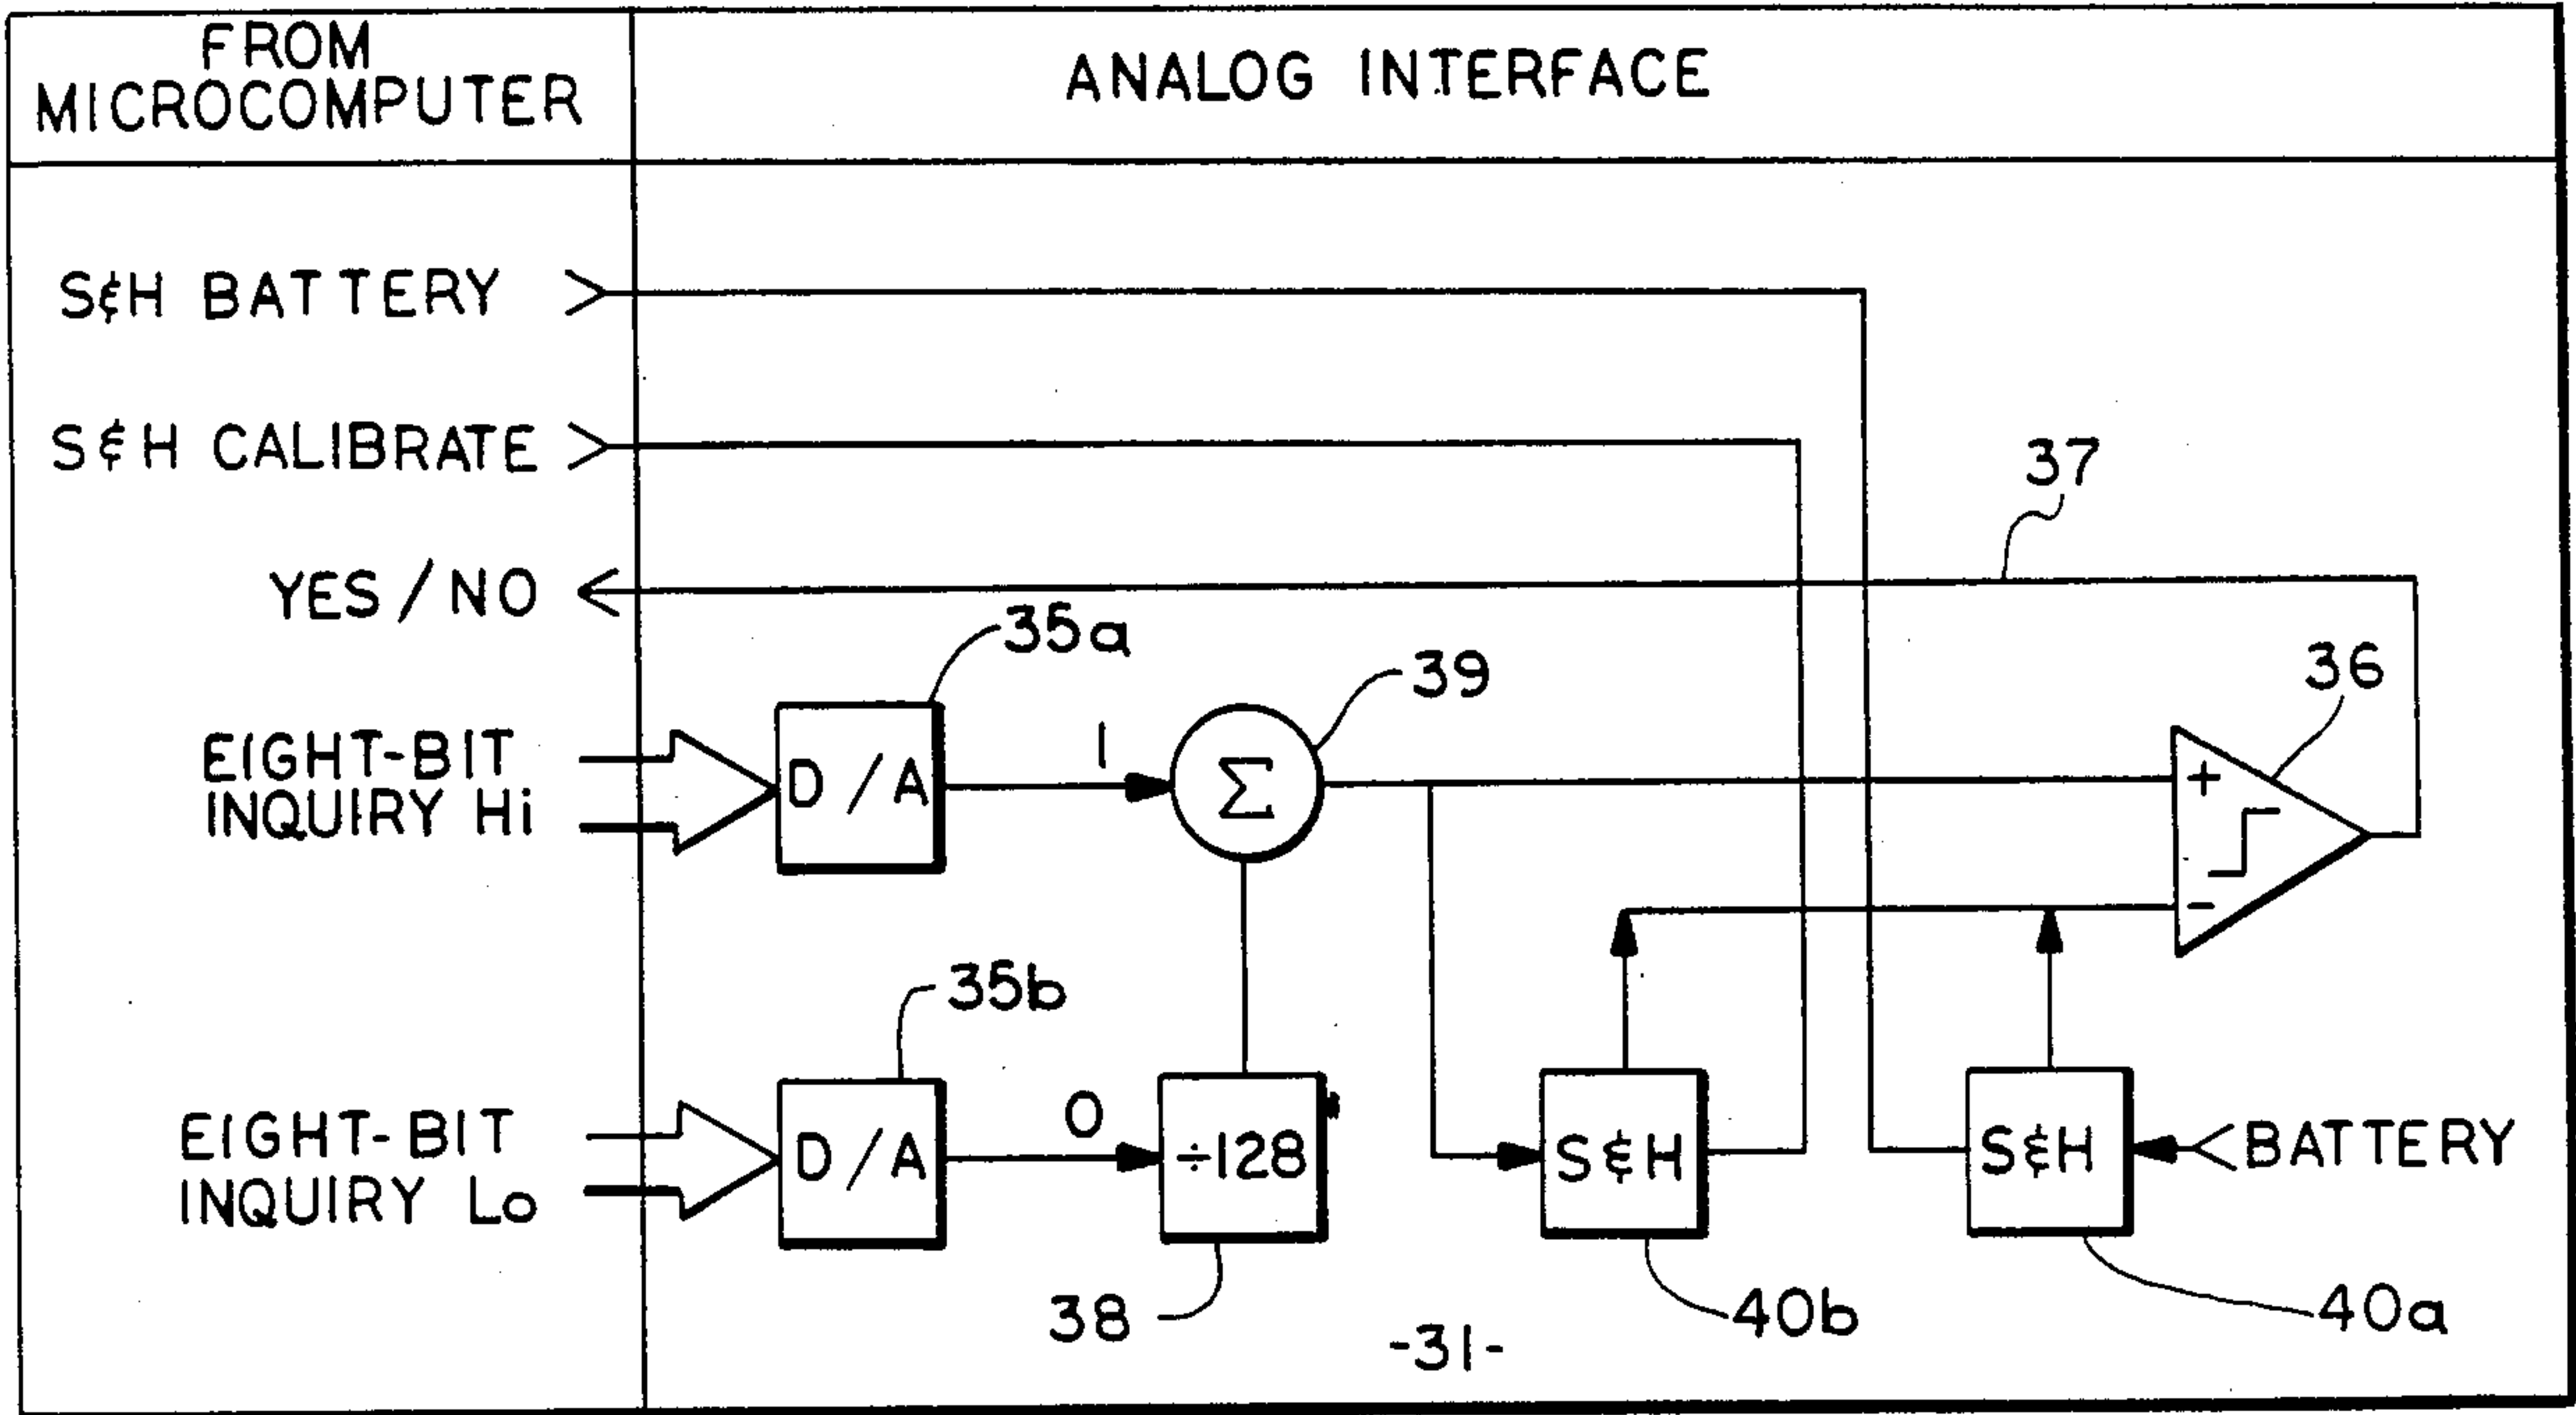 FROM
MICROCOMPUTER
ANALOG INTERFACE
S&H BATTERY
S&H CALIBRATE
37
YES/NO
35a
39
36
EIGHT-BIT
INQUIRY Hi
D/A
1
Σ
+
-
35b
EIGHT-BIT
INQUIRY Lo
D/A
0
÷128
S&H
S&H
BATTERY
38
-31-
40b
40a